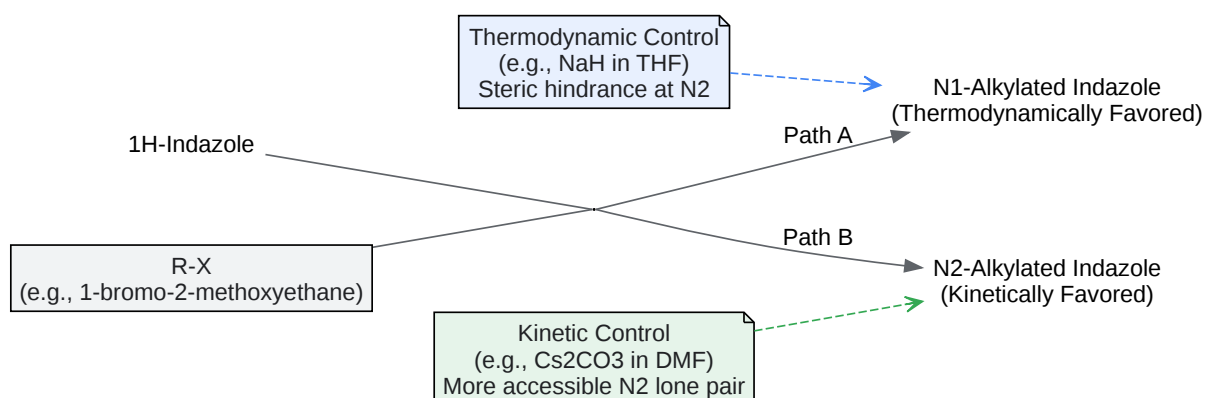 Thermodynamic Control
(e.g., NaH in THF)
Steric hindrance at N2
N1-Alkylated Indazole
(Thermodynamically Favored)
Path A
1H-Indazole
Path B
R-X
(e.g., 1-bromo-2-methoxyethane)
N2-Alkylated Indazole
(Kinetically Favored)
Kinetic Control
(e.g., Cs2CO3 in DMF)
More accessible N2 lone pair